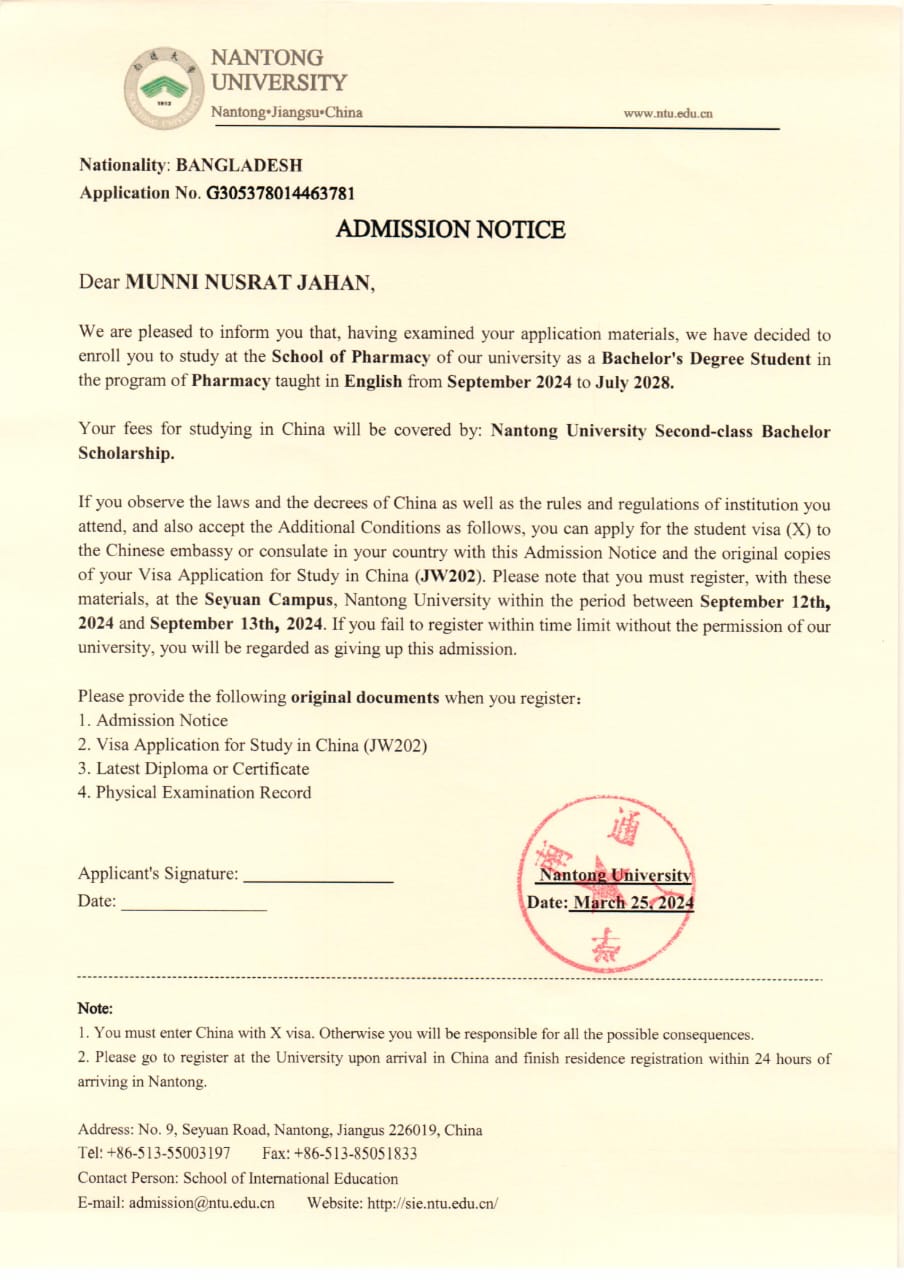 南通大學
1912
NANTONG UNIVERSITY
NANTONG
UNIVERSITY
Nantong•Jiangsu•China
www.ntu.edu.cn
Nationality: BANGLADESH
Application No. G305378014463781
ADMISSION NOTICE
Dear MUNNI NUSRAT JAHAN,
We are pleased to inform you that, having examined your application materials, we have decided to
enroll you to study at the School of Pharmacy of our university as a Bachelor's Degree Student in
the program of Pharmacy taught in English from September 2024 to July 2028.
Your fees for studying in China will be covered by: Nantong University Second-class Bachelor
Scholarship.
If you observe the laws and the decrees of China as well as the rules and regulations of institution you
attend, and also accept the Additional Conditions as follows, you can apply for the student visa (X) to
the Chinese embassy or consulate in your country with this Admission Notice and the original copies
of your Visa Application for Study in China (JW202). Please note that you must register, with these
materials, at the Seyuan Campus, Nantong University within the period between September 12th,
2024 and September 13th, 2024. If you fail to register within time limit without the permission of our
university, you will be regarded as giving up this admission.
Please provide the following original documents when you register:
1. Admission Notice
2. Visa Application for Study in China (JW202)
3. Latest Diploma or Certificate
4. Physical Examination Record
通
Applicant's Signature: _______________
Nantong University
Date: _______________
Date: March 25, 2024
Note:
1. You must enter China with X visa. Otherwise you will be responsible for all the possible consequences.
2. Please go to register at the University upon arrival in China and finish residence registration within 24 hours of
arriving in Nantong.
Address: No. 9, Seyuan Road, Nantong, Jiangus 226019, China
Tel: +86-513-55003197 Fax: +86-513-85051833
Contact Person: School of International Education
E-mail: admission@ntu.edu.cn Website: http://sie.ntu.edu.cn/